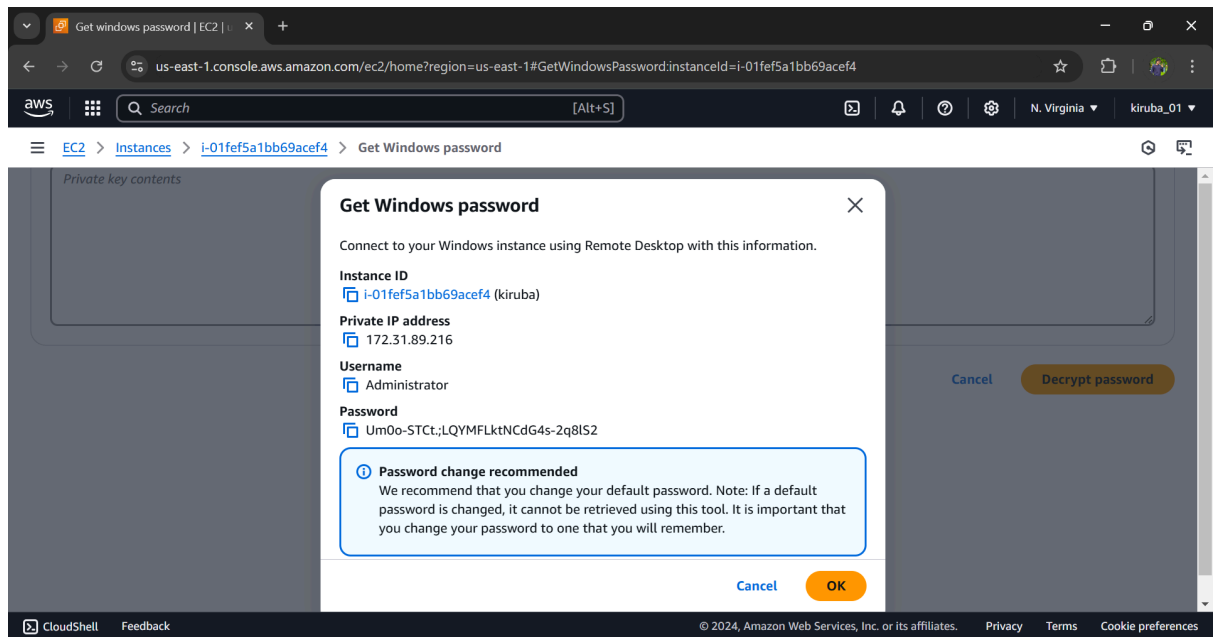 Get windows password | EC2 | u
us-east-1.console.aws.amazon.com/ec2/home?region=us-east-1#GetWindowsPassword:instanceId=i-01fef5a1bb69acef4
aws
Search [Alt+S]
N. Virginia
kiruba_01
EC2 > Instances > i-01fef5a1bb69acef4 > Get Windows password
Private key contents
Get Windows password
Connect to your Windows instance using Remote Desktop with this information.
Instance ID
i-01fef5a1bb69acef4 (kiruba)
Private IP address
172.31.89.216
Username
Administrator
Cancel
Decrypt password
Password
Um0o-STCt.;LQYMFLktNCdG4s-2q8lS2
Password change recommended
We recommend that you change your default password. Note: If a default
password is changed, it cannot be retrieved using this tool. It is important that
you change your password to one that you will remember.
Cancel
OK
CloudShell
Feedback
© 2024, Amazon Web Services, Inc. or its affiliates.
Privacy
Terms
Cookie preferences